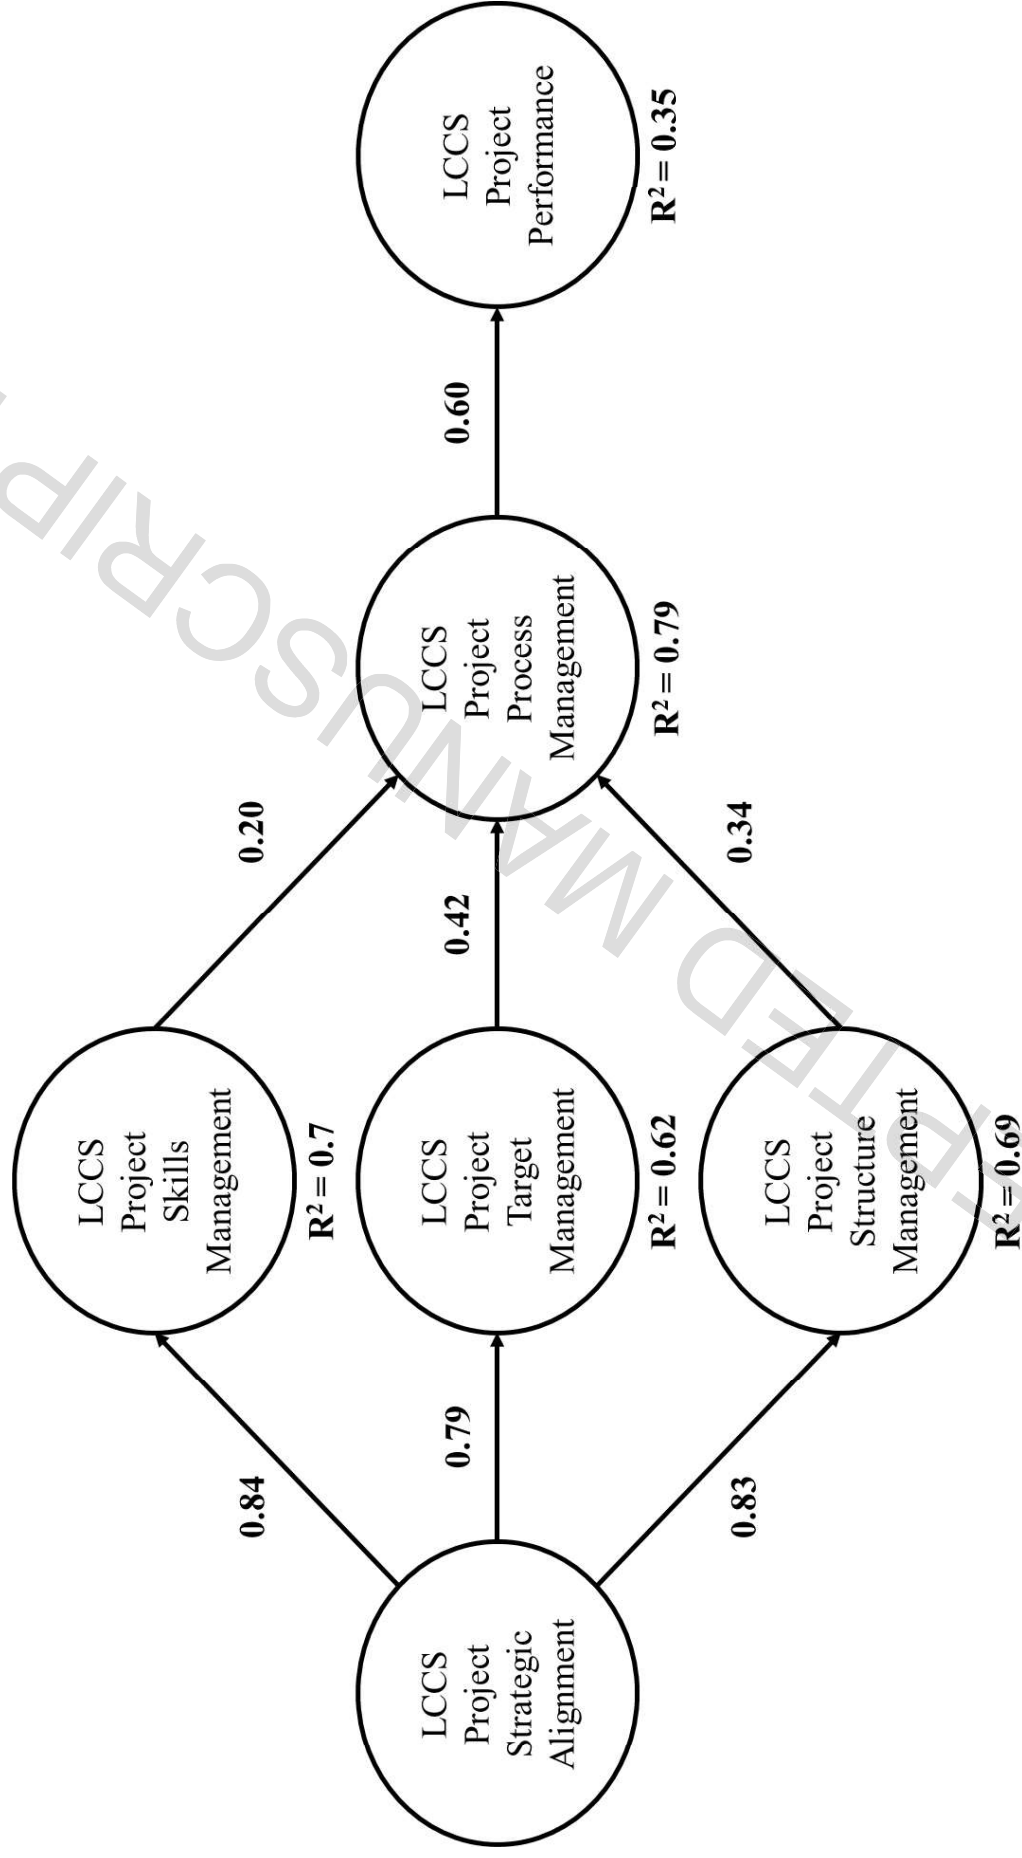 LCCS
Project
Strategic
Alignment
0.84
0.79
0.83
LCCS
Project
Skills
Management
R² = 0.7
LCCS
Project
Target
Management
R² = 0.62
LCCS
Project
Structure
Management
R² = 0.69
0.20
0.42
0.34
LCCS
Project
Process
Management
R² = 0.79
0.60
LCCS
Project
Performance
R² = 0.35
EPTED MANUSCRIP